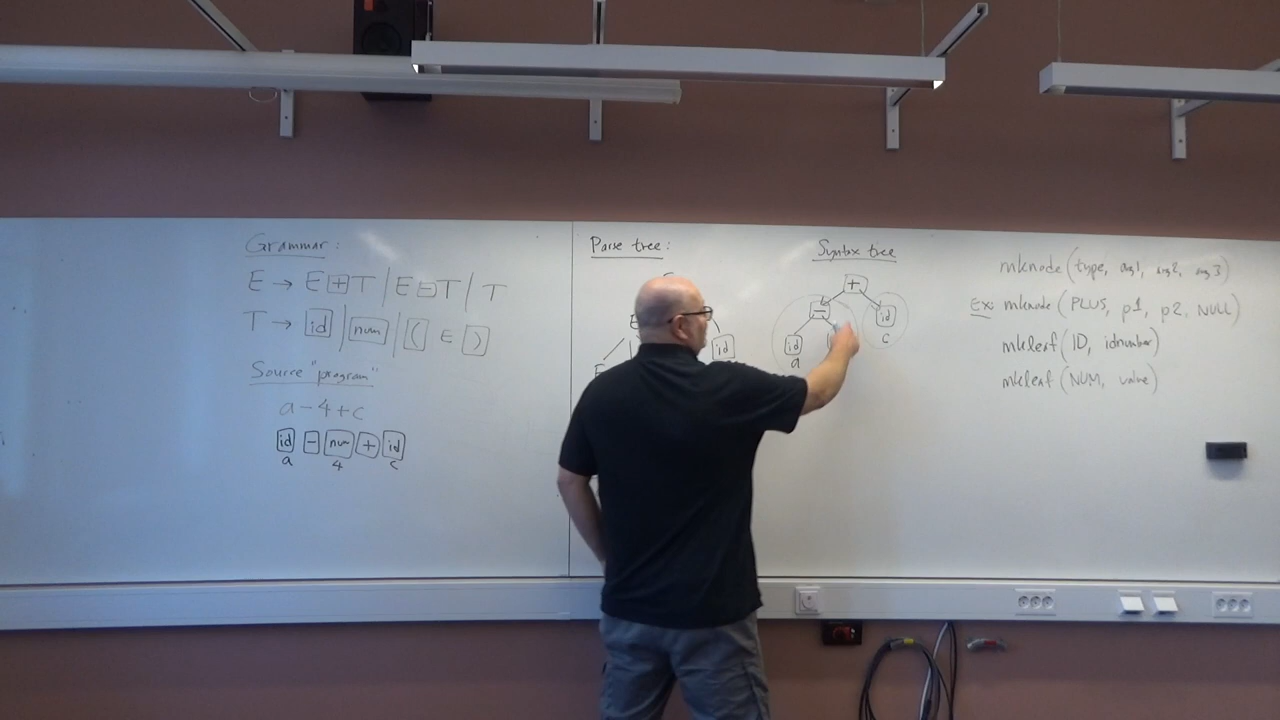 Grammar:
E → E + T | E - T | T
T → id | num | ( E )
Source "program"
a - 4 + c
id - num + id
a 4 c
Parse tree:
E
id
Syntax tree
+
- id
c
id
a
mknode(type, arg1, arg2, arg3)
Ex: mknode(PLUS, p1, p2, NULL)
mkleaf(ID, idnumber)
mkleaf(NUM, value)